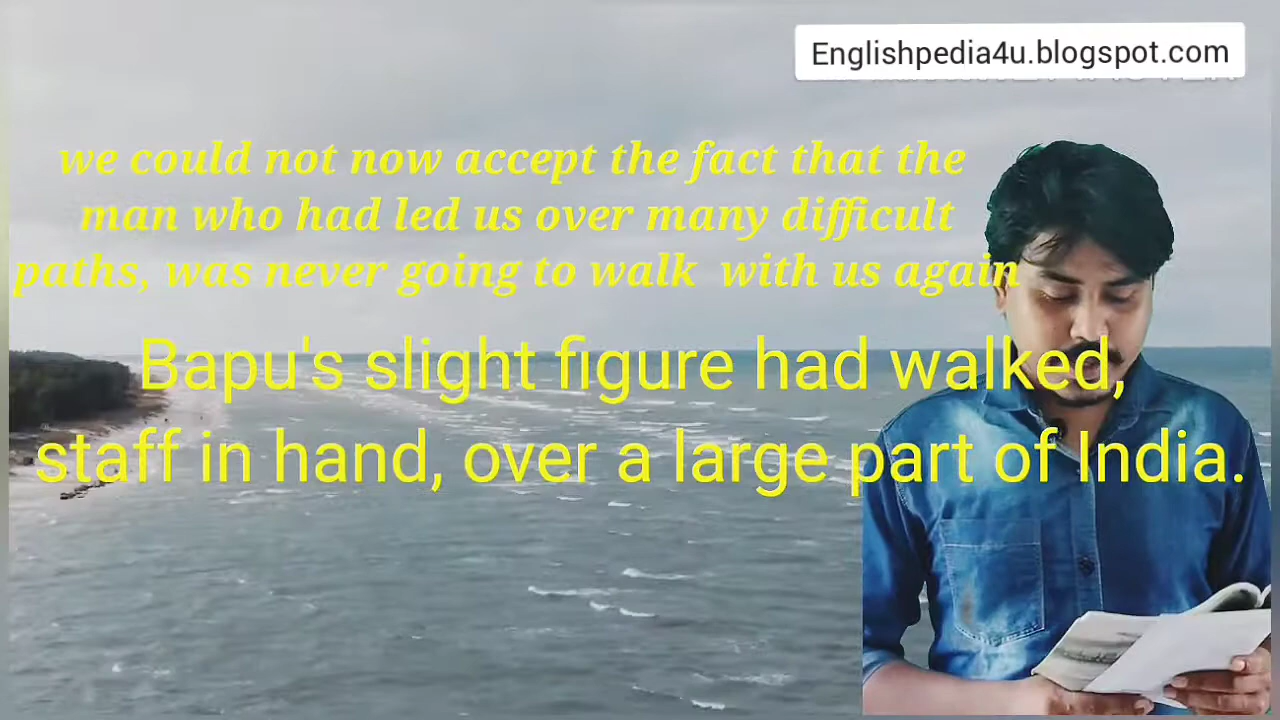 Englishpedia4u.blogspot.com
we could not now accept the fact that the
man who had led us over many difficult
paths, was never going to walk with us again
Bapu's slight figure had walked,
staff in hand, over a large part of India.